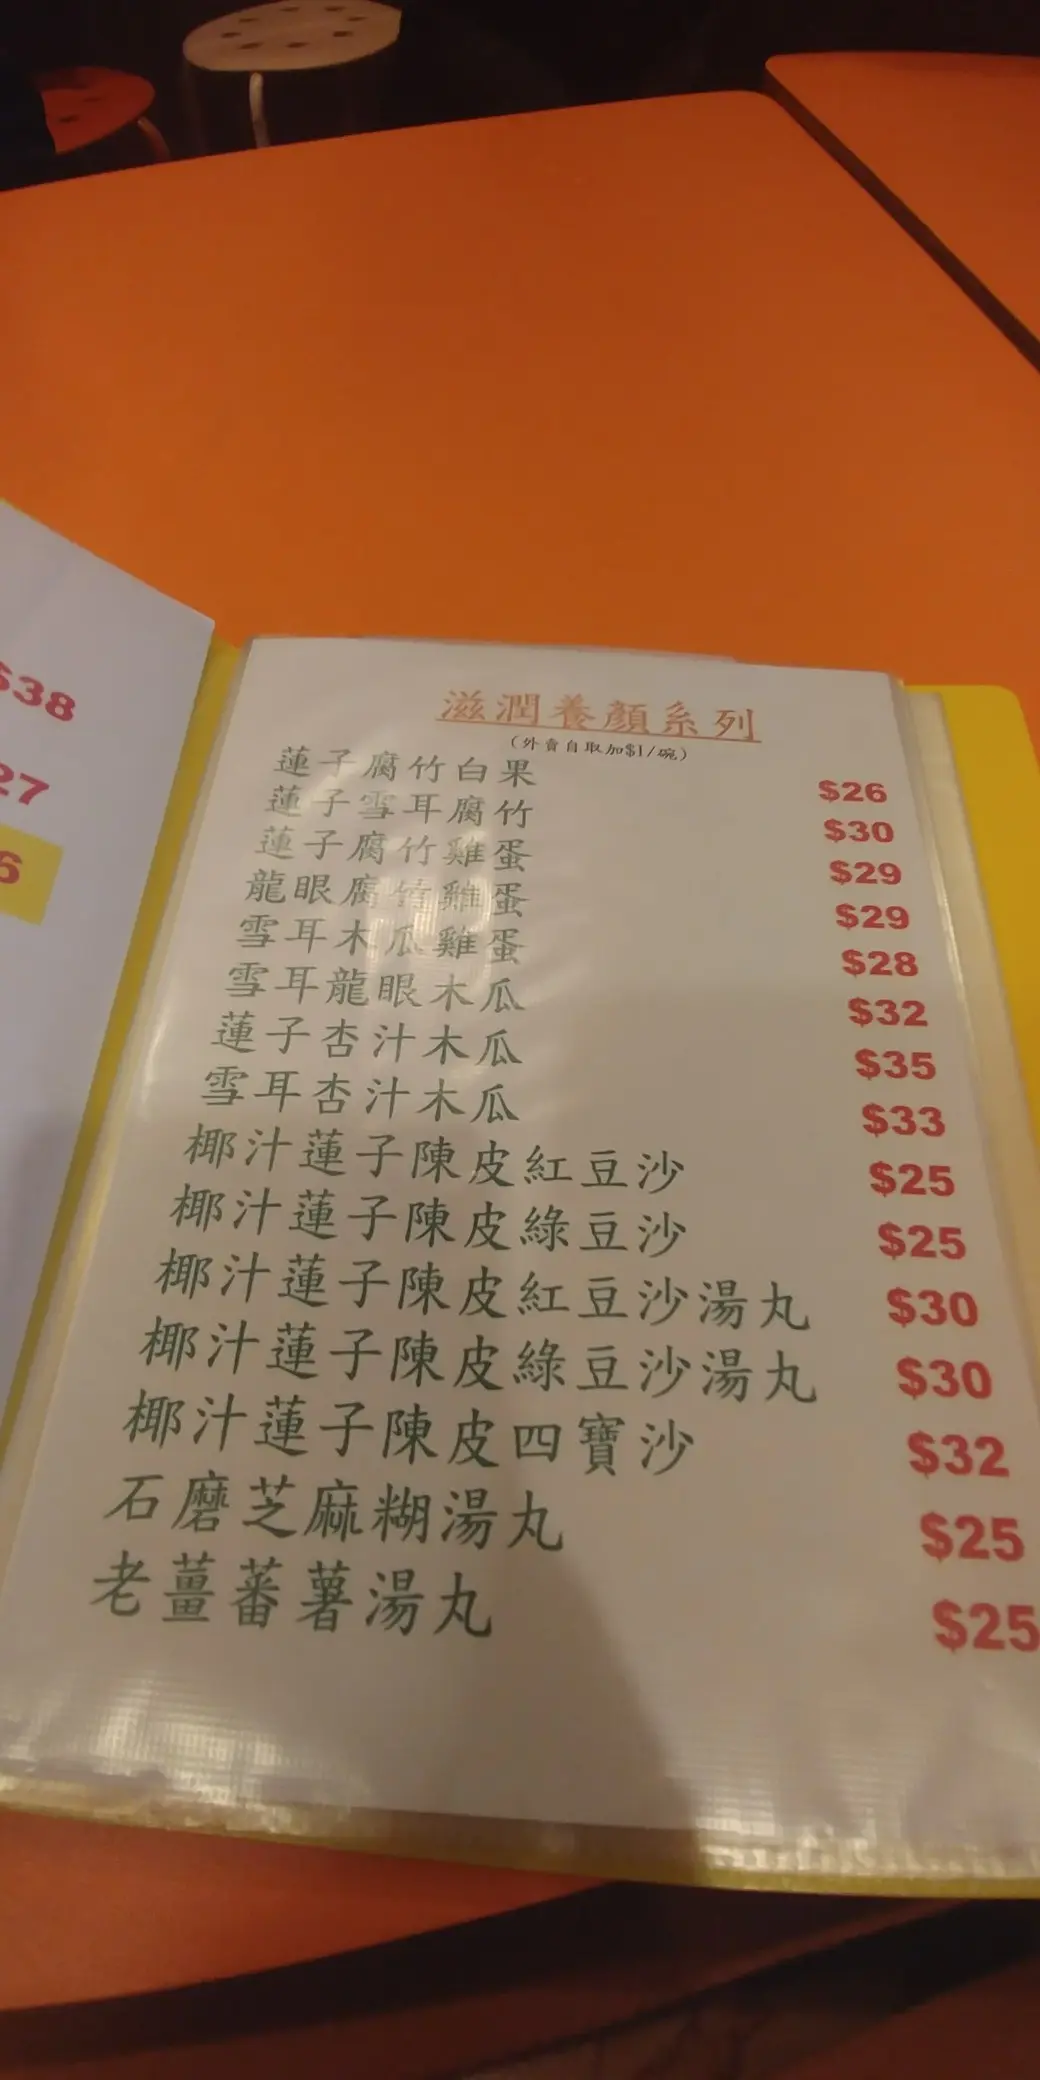 $38
27
6
滋潤養顏系列
(外賣自取加$1/碗)
蓮子腐竹白果 $26
蓮子雪耳腐竹 $30
蓮子腐竹雞蛋 $29
龍眼腐竹雞蛋 $29
雪耳木瓜雞蛋 $28
雪耳龍眼木瓜 $32
蓮子杏汁木瓜 $35
雪耳杏汁木瓜 $33
椰汁蓮子陳皮紅豆沙 $25
椰汁蓮子陳皮綠豆沙 $25
椰汁蓮子陳皮紅豆沙湯丸 $30
椰汁蓮子陳皮綠豆沙湯丸 $30
椰汁蓮子陳皮四寶沙 $32
石磨芝麻糊湯丸 $25
老薑蕃薯湯丸 $25